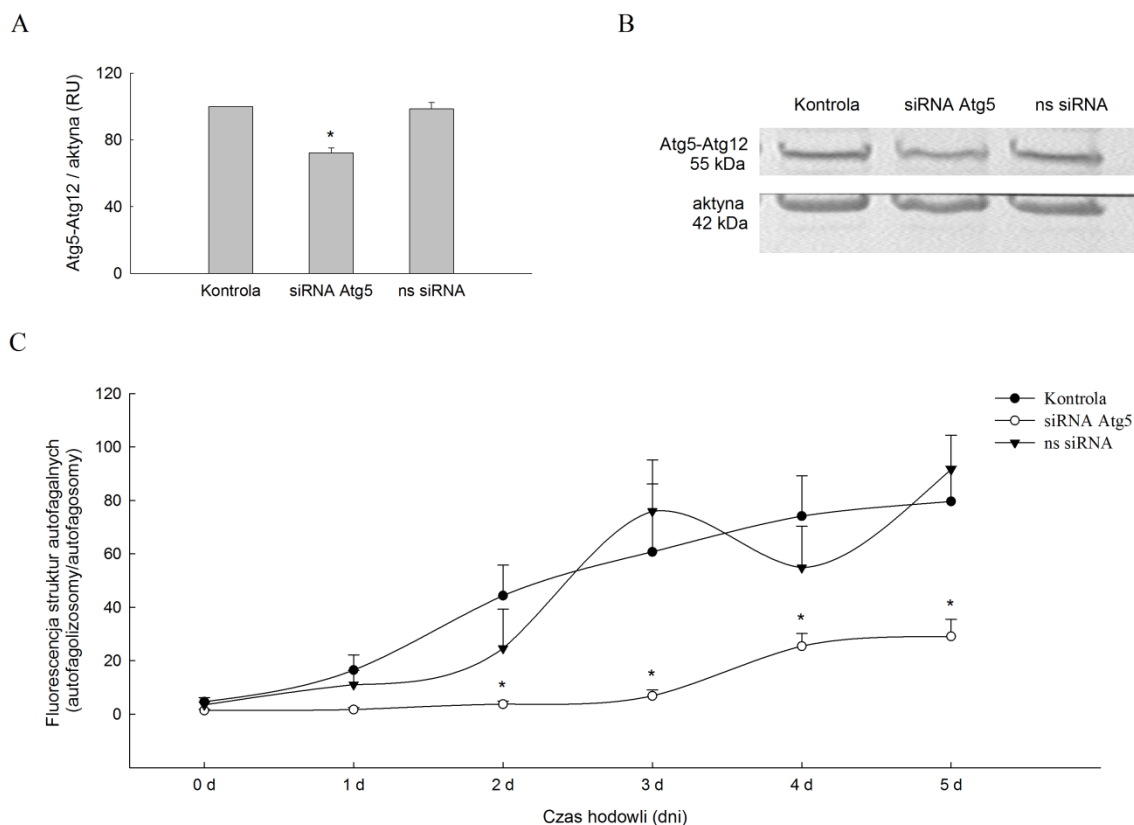 A
120
80
40
0
Atg5-Atg12 / aktyna (RU)
*
Kontrola siRNA Atg5 ns siRNA
B
Kontrola siRNA Atg5 ns siRNA
Atg5-Atg12
55 kDa
aktyna
42 kDa
C
120
100
80
60
40
20
0
Fluorescencja struktur autofagalnych
(autofagolizosomy/autofagosomy)
Kontrola
siRNA Atg5
ns siRNA
* * * *
0 d 1 d 2 d 3 d 4 d 5 d
Czas hodowli (dni)